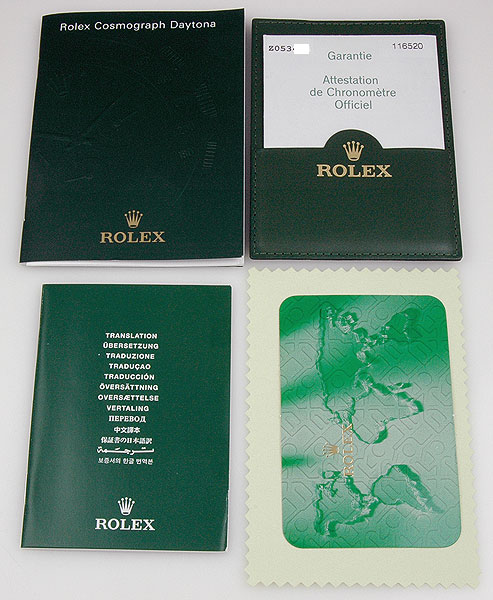 Rolex Cosmograph Daytona
ROLEX
Z053
116520
Garantie
Attestation
de Chronomètre
Officiel
ROLEX
TRANSLATION
ÜBERSETZUNG
TRADUZIONE
TRADUÇAO
TRADUCTION
TRADUCCIÓN
ÖVERSÄTTNING
OVERSÆTTELSE
VERTALING
ПЕРЕВОД
中文譯本
保証書の日本語訳
ترجمة
보증서의 한글 번역본
ROLEX
ROLEX